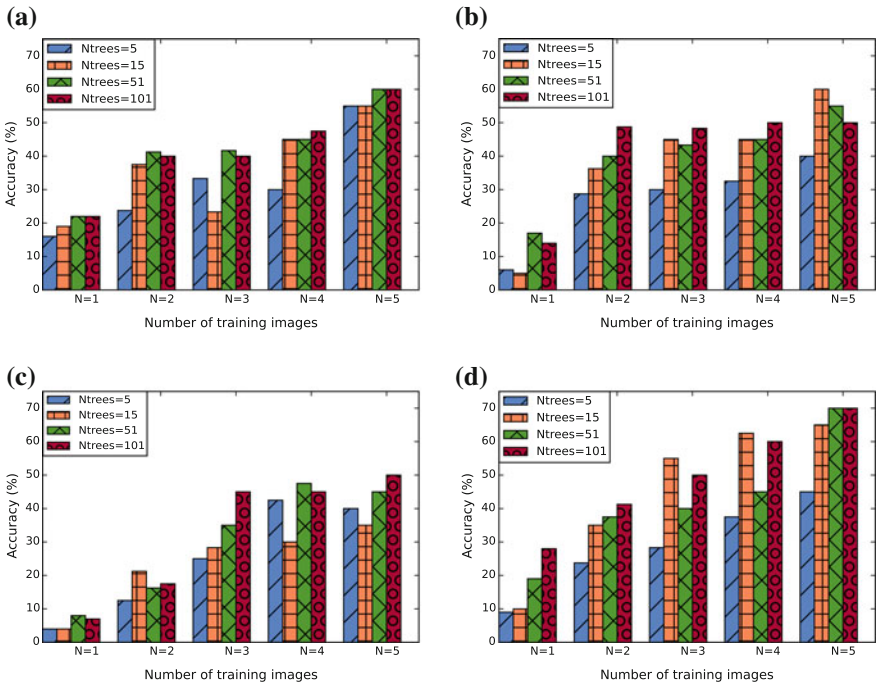 (a)
Ntrees=5
Ntrees=15
Ntrees=51
Ntrees=101
70
60
50
40
30
20
10
0
Accuracy (%)
N=1 N=2 N=3 N=4 N=5
Number of training images
(b)
Ntrees=5
Ntrees=15
Ntrees=51
Ntrees=101
70
60
50
40
30
20
10
0
Accuracy (%)
N=1 N=2 N=3 N=4 N=5
Number of training images
(c)
Ntrees=5
Ntrees=15
Ntrees=51
Ntrees=101
70
60
50
40
30
20
10
0
Accuracy (%)
N=1 N=2 N=3 N=4 N=5
Number of training images
(d)
Ntrees=5
Ntrees=15
Ntrees=51
Ntrees=101
70
60
50
40
30
20
10
0
Accuracy (%)
N=1 N=2 N=3 N=4 N=5
Number of training images